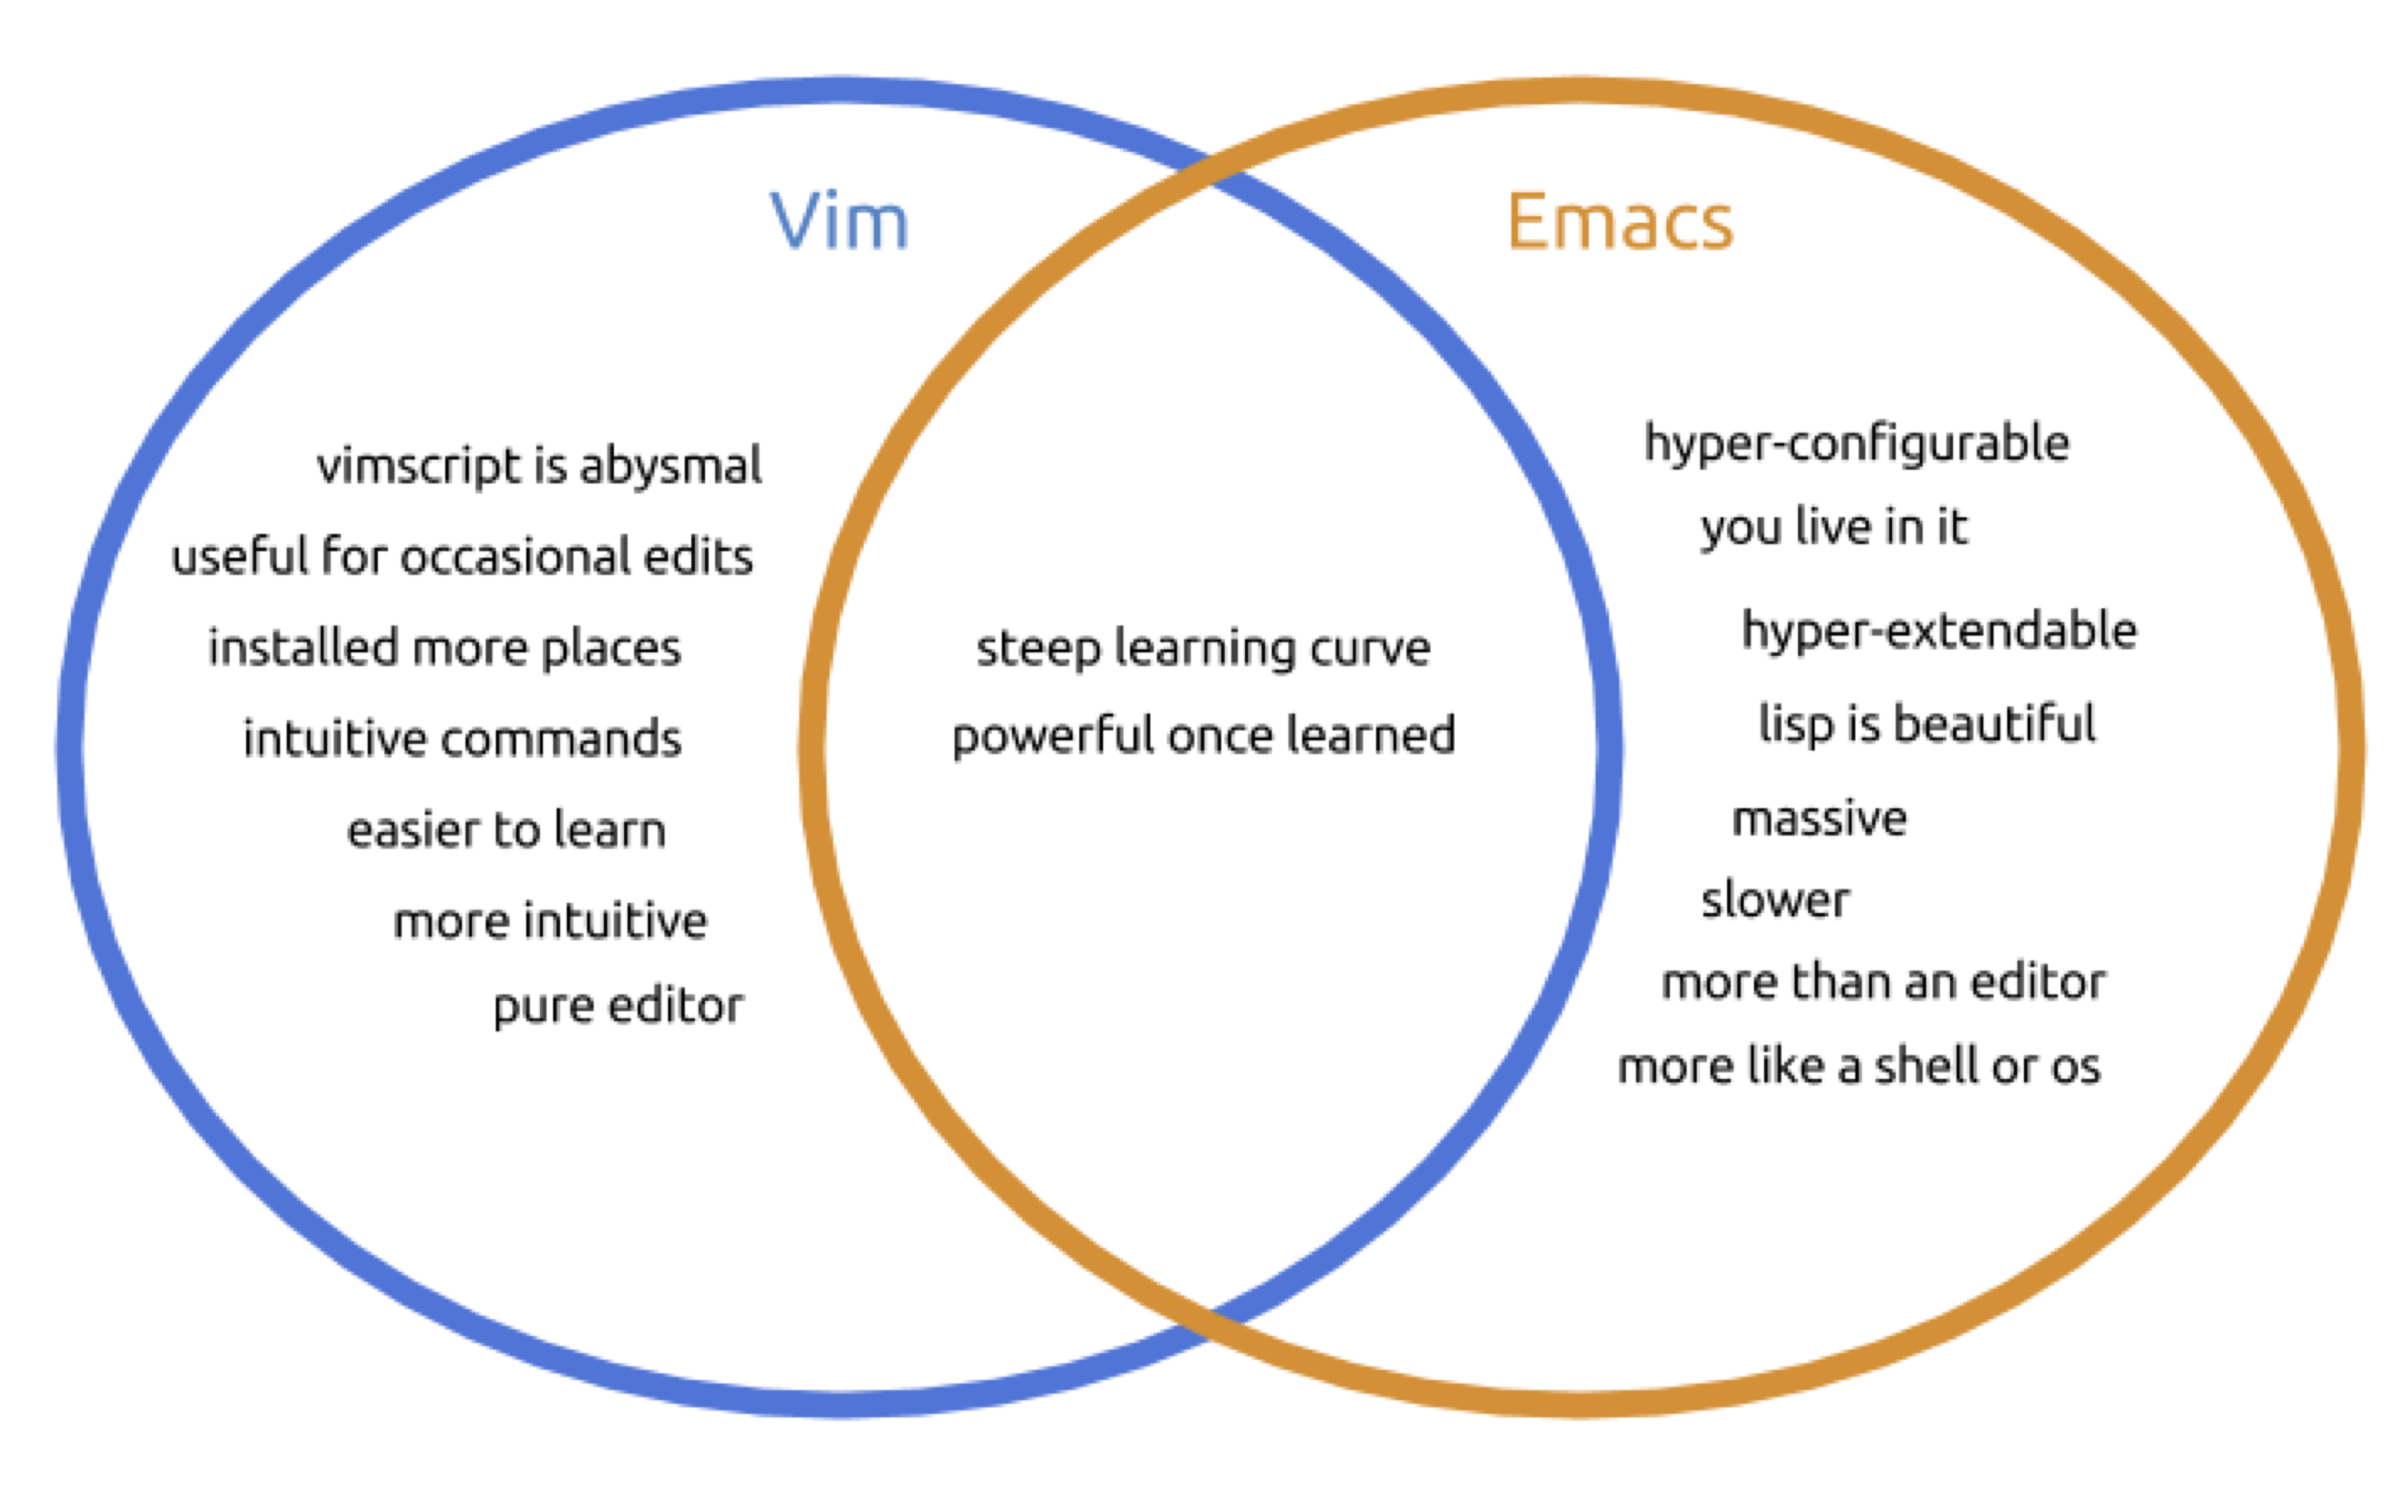 Vim
Emacs
vimscript is abysmal
useful for occasional edits
installed more places
intuitive commands
easier to learn
more intuitive
pure editor
steep learning curve
powerful once learned
hyper-configurable
you live in it
hyper-extendable
lisp is beautiful
massive
slower
more than an editor
more like a shell or os